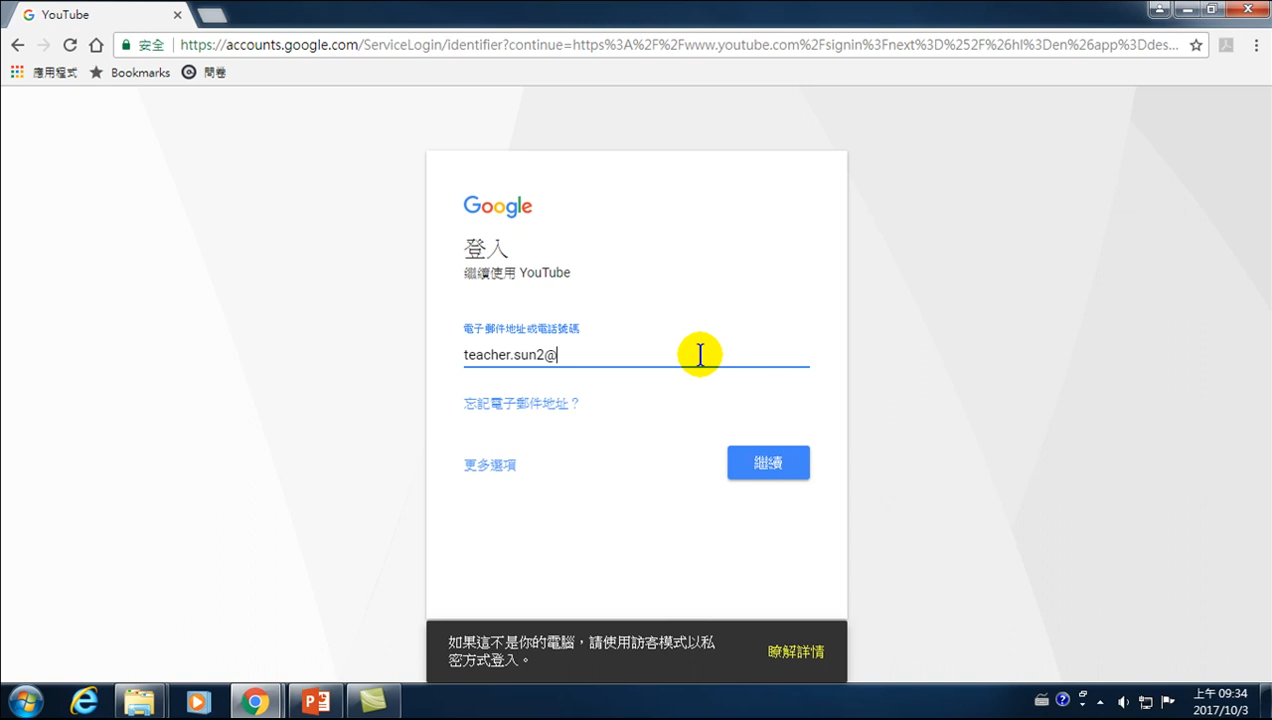 YouTube
安全 https://accounts.google.com/ServiceLogin/identifier?continue=https%3A%2F%2Fwww.youtube.com%2Fsignin%3Fnext%3D%252F%26hl%3Den%26app%3Ddes...
應用程式 Bookmarks 問卷
Google
登入
繼續使用 YouTube
電子郵件地址或電話號碼
teacher.sun2@
忘記電子郵件地址？
更多選項 繼續
如果這不是你的電腦，請使用訪客模式以私
密方式登入。
瞭解詳情
上午 09:34
2017/10/3